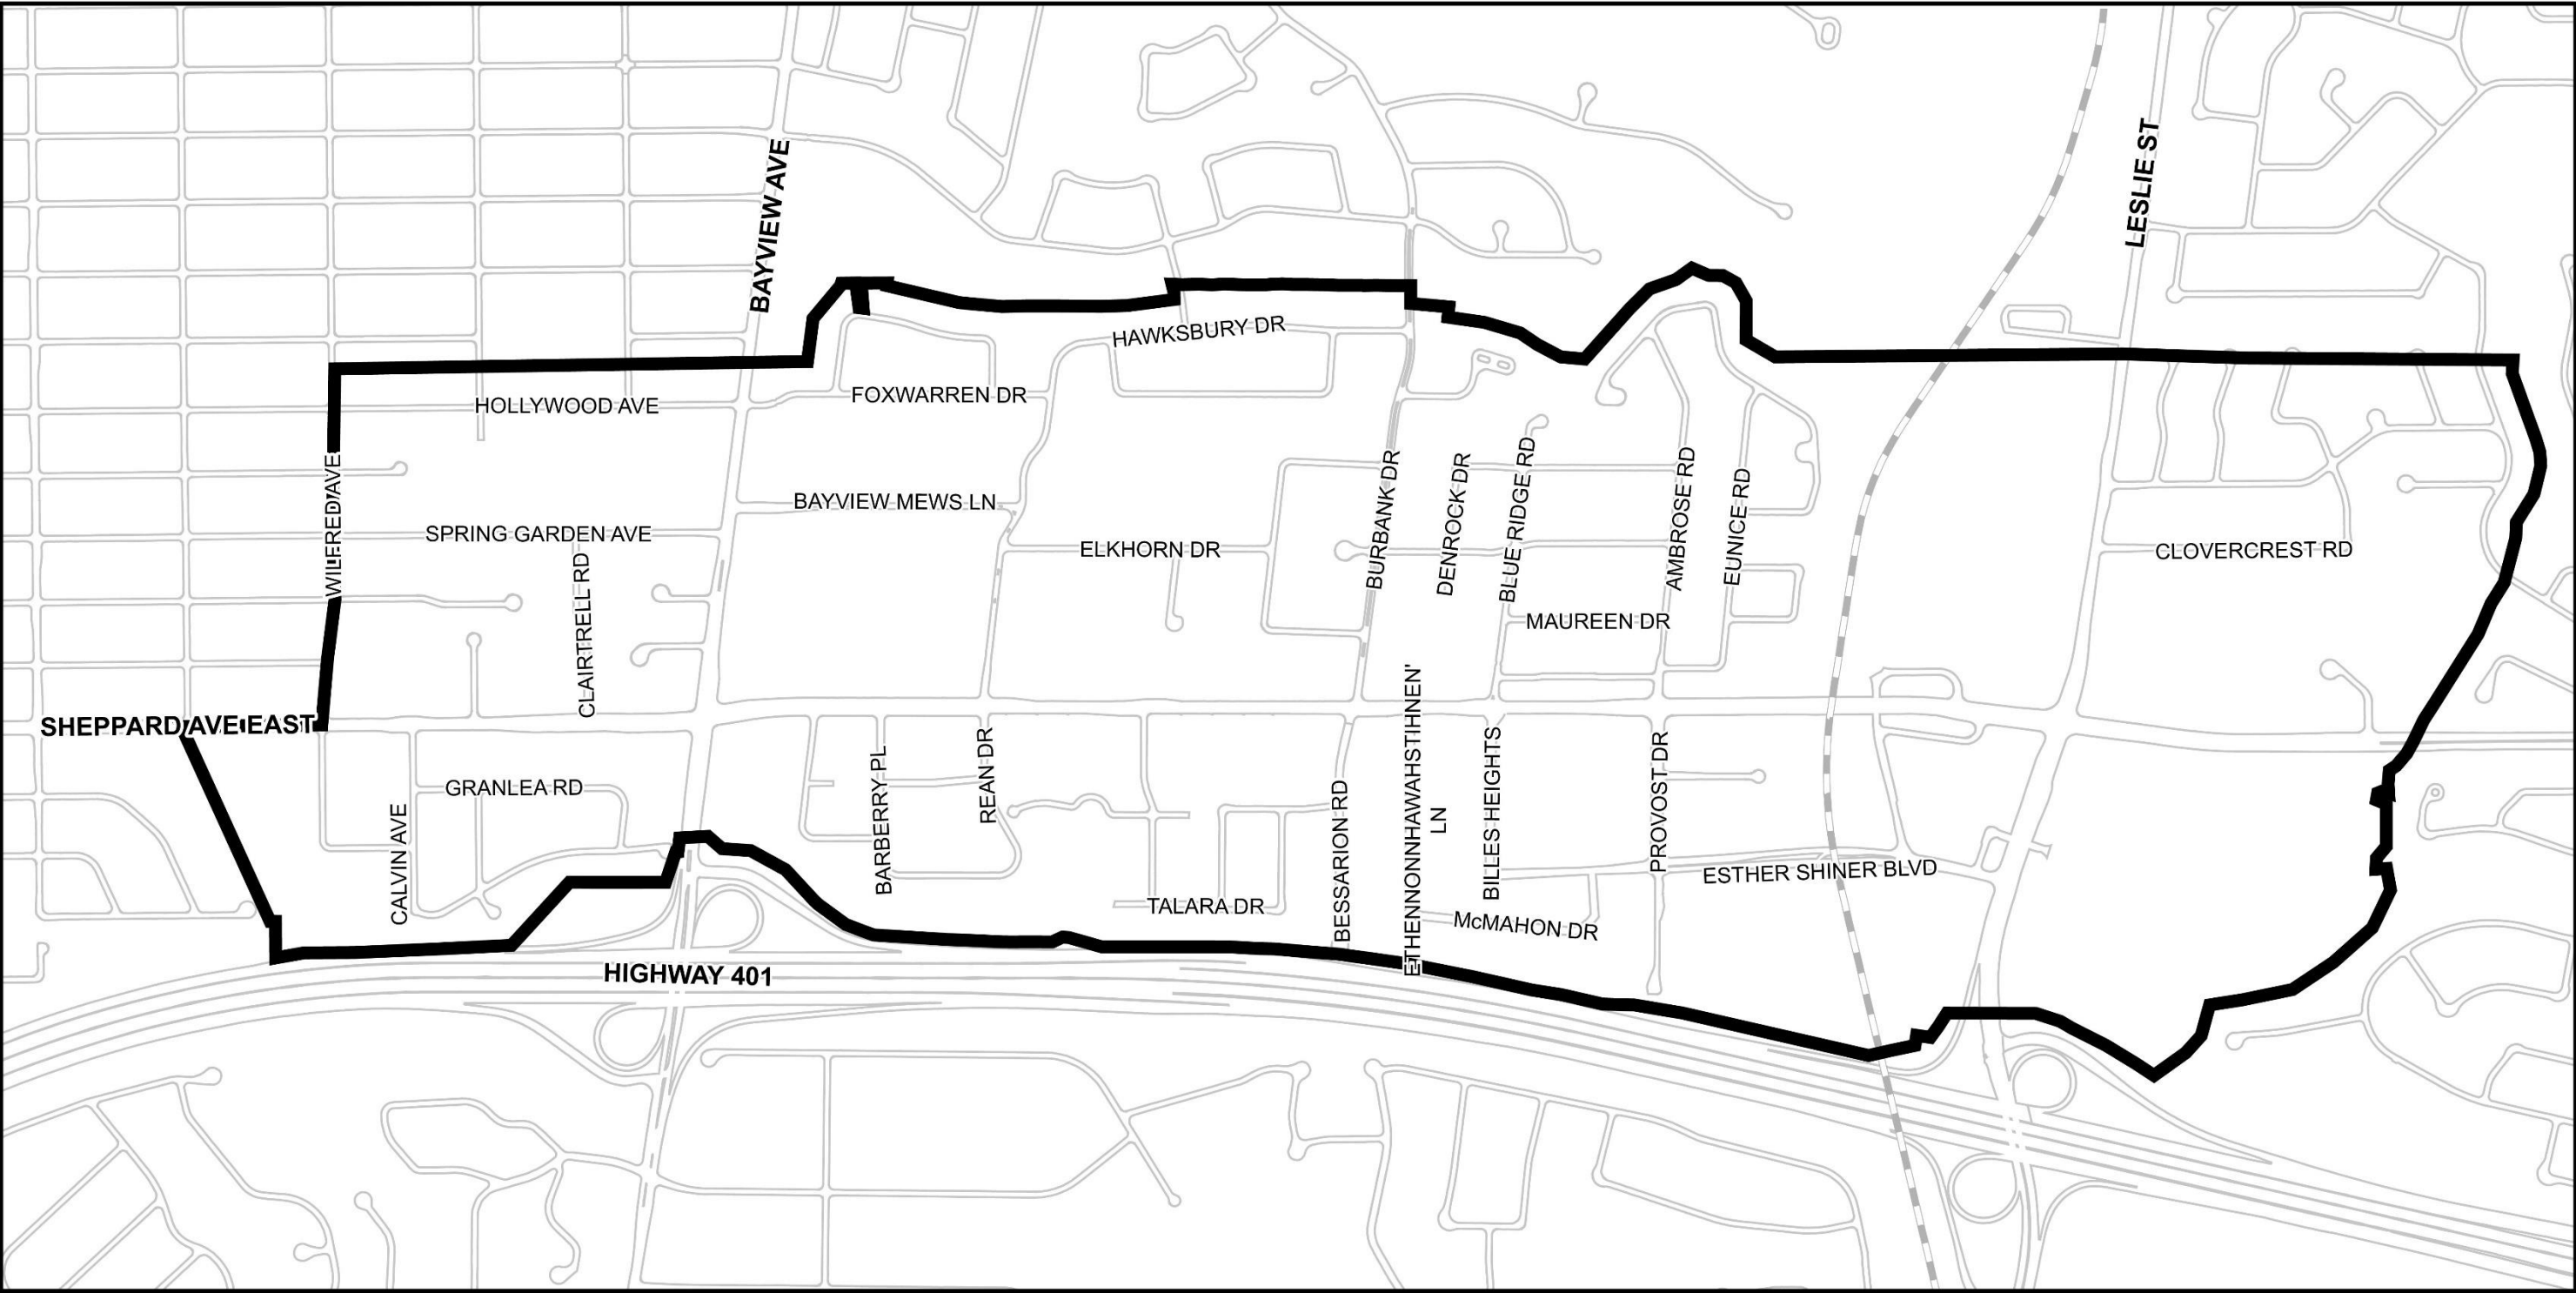 BAYVIEW AVE
LESLIE ST
HAWKSBURY DR
HOLLYWOOD AVE
FOXWARREN DR
WILFRED AVE
BAYVIEW MEWS LN
SPRING GARDEN AVE
ELKHORN DR
BURBANK DR
DENROCK DR
BLUE RIDGE RD
AMBROSE RD
EUNICE RD
CLOVERCREST RD
CLAIRTRELL RD
MAUREEN DR
SHEPPARD AVE EAST
GRANLEA RD
CALVIN AVE
BARBERRY PL
REAN DR
BESSARION RD
ETHENNONNHAWAHSTIHNEN'
LN
BILLES HEIGHTS
PROVOST DR
ESTHER SHINER BLVD
TALARA DR
McMAHON DR
HIGHWAY 401